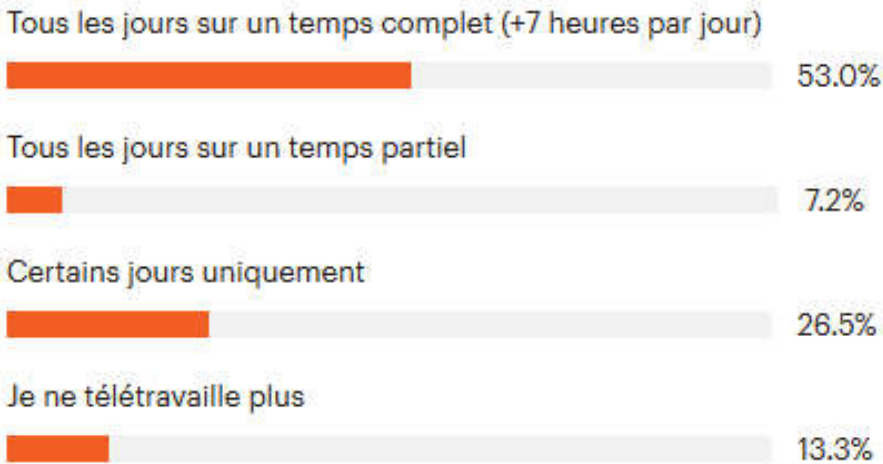 Tous les jours sur un temps complet (+7 heures par jour)
53.0%
Tous les jours sur un temps partiel
7.2%
Certains jours uniquement
26.5%
Je ne télétravaille plus
13.3%